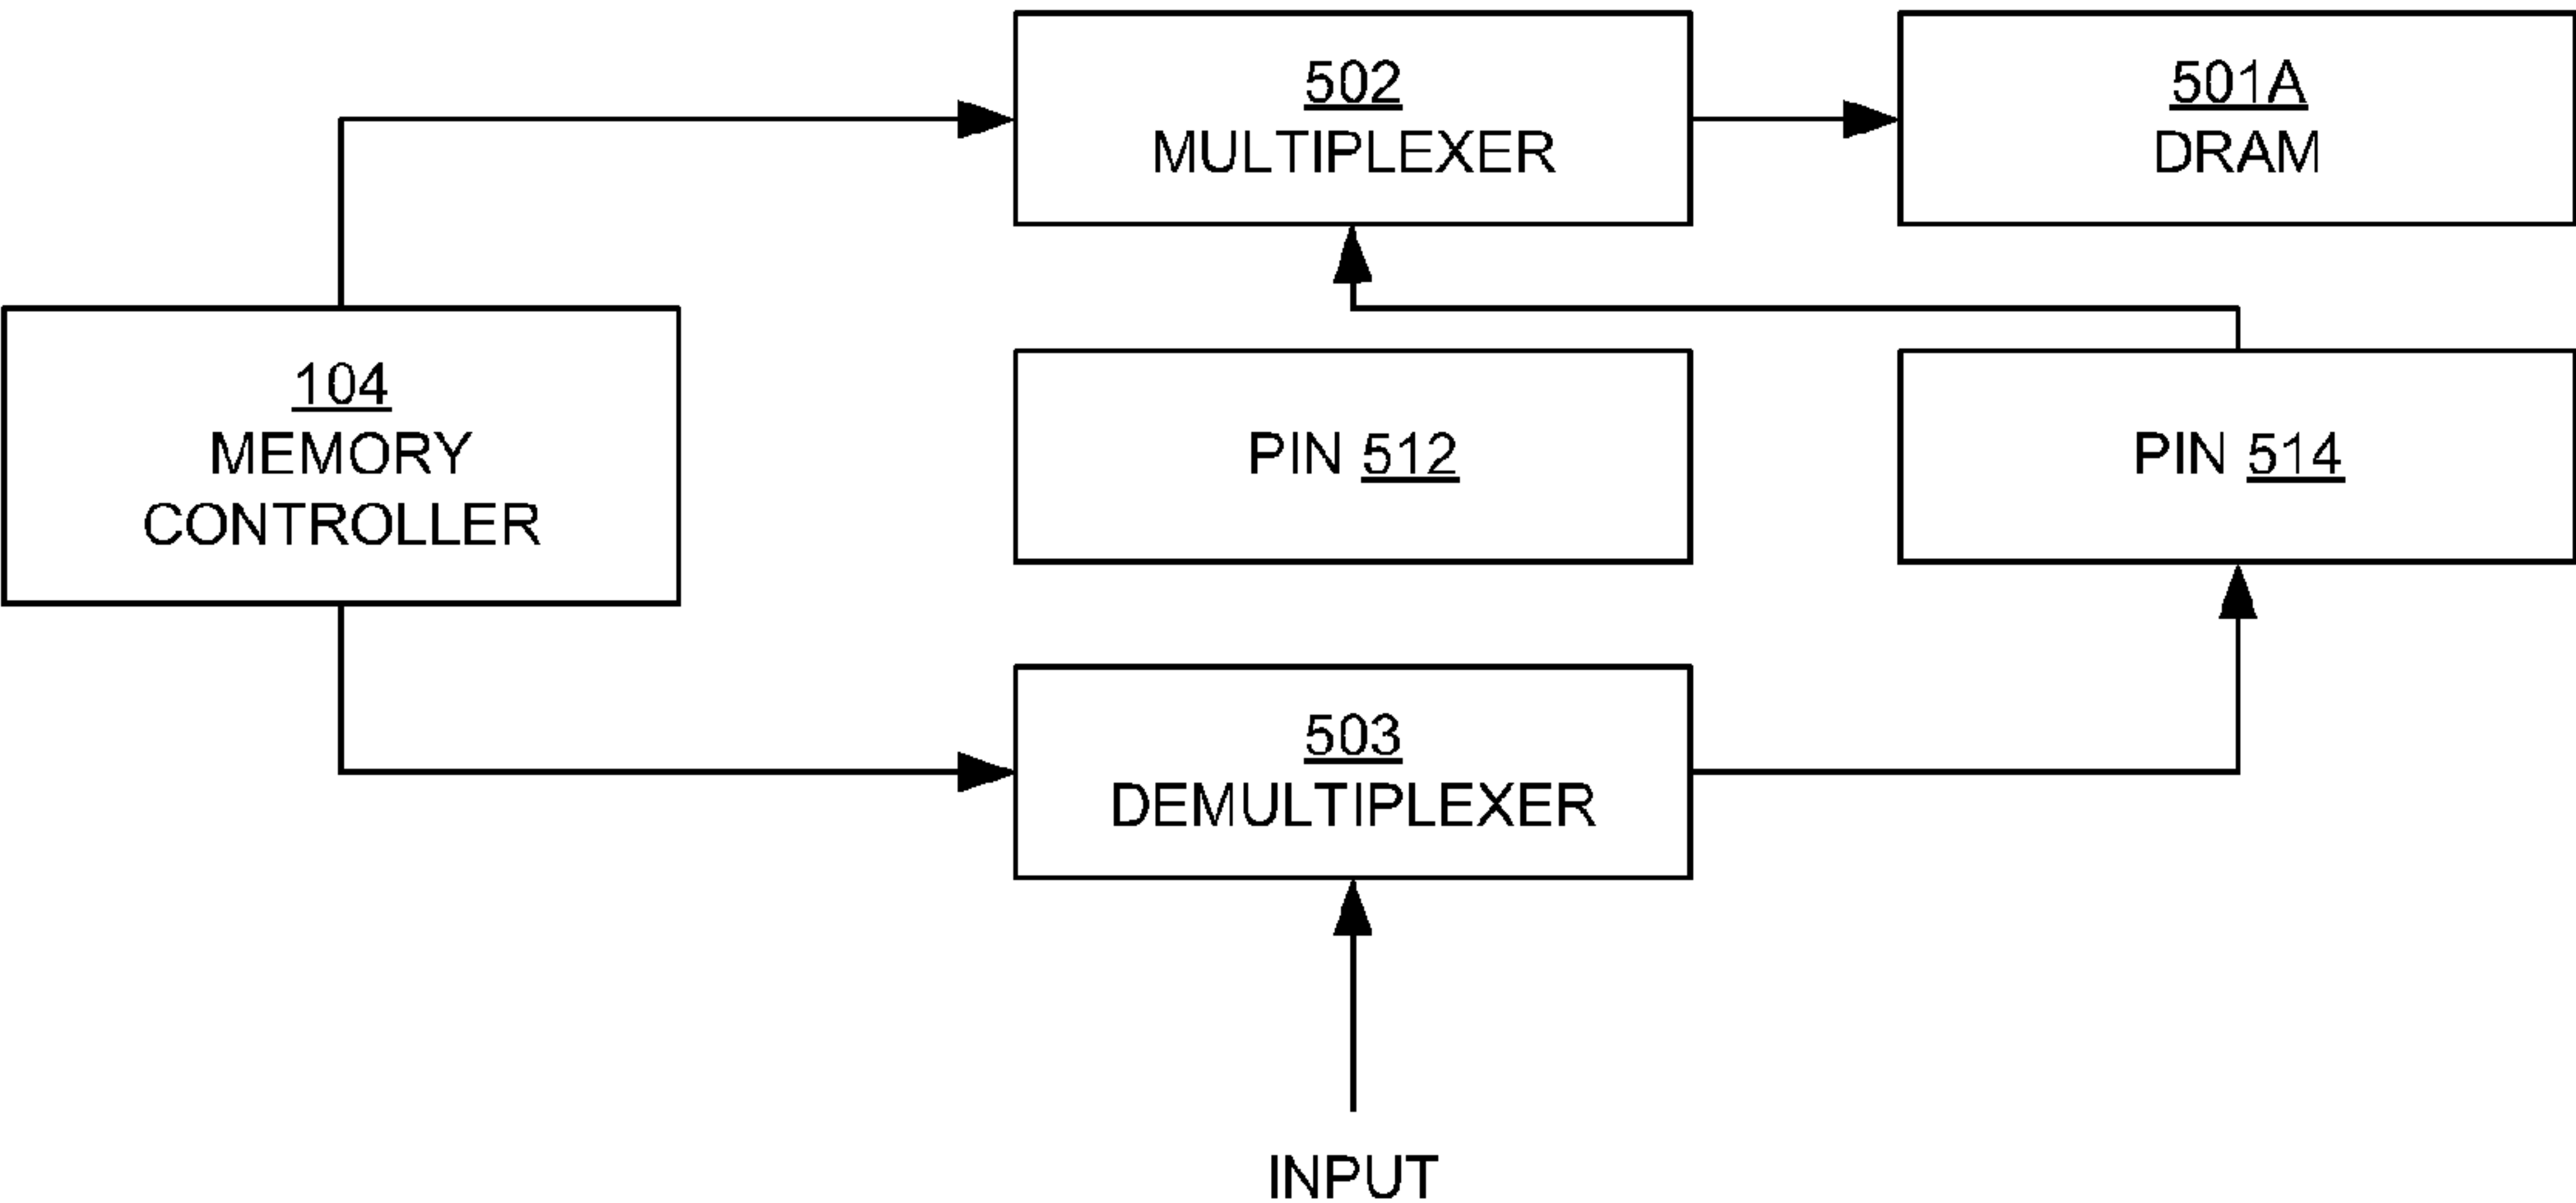 502
MULTIPLEXER
501A
DRAM
104
MEMORY
CONTROLLER
PIN 512
PIN 514
503
DEMULTIPLEXER
INPUT